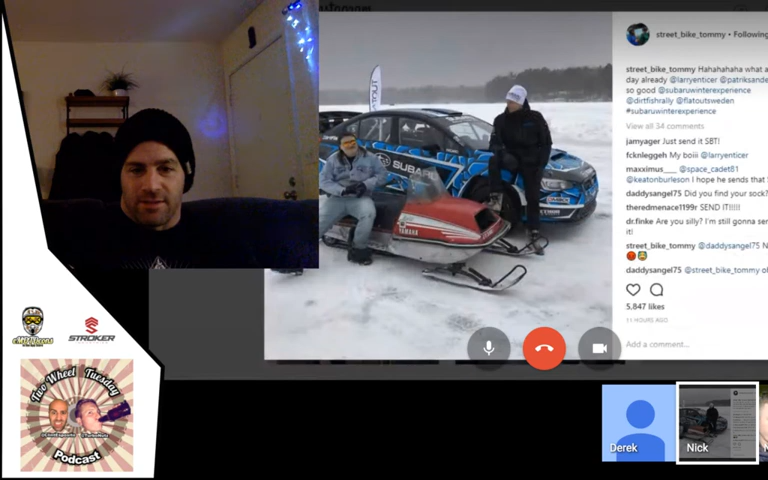 street_bike_tommy • Following
street_bike_tommy Hahahahaha what a
day already @larryenticer @patriksande
so good @subaruwinterexperience
@dirtfishrally @flatoutsweden
#subaruwinterexperience
View all 34 comments
jamyager Just send it SBT!
fcknleggeh My boiii @larryenticer
maxximus___ @space_cadet81
@keatonburleson I hope he sends that
daddysangel75 Did you find your sock?
theredmenace1199r SEND IT!!!!!
dr.finke Are you silly? I'm still gonna sen
it!
street_bike_tommy @daddysangel75 N
daddysangel75 @street_bike_tommy ol
5,847 likes
11 HOURS AGO
Add a comment...
SUBARU
YAMAHA
STROKER
Two Wheel Tuesday
Podcast
Derek
Nick